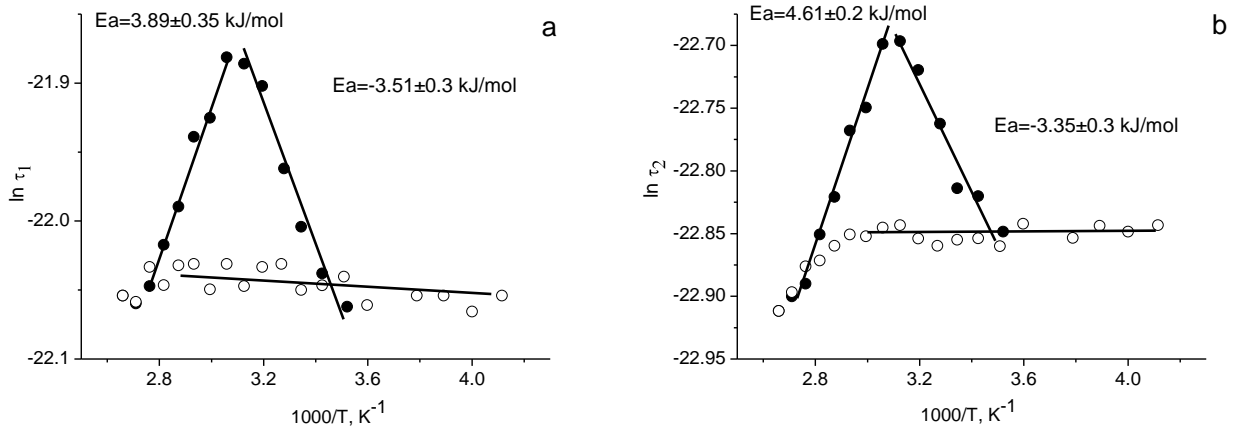 Ea=3.89±0.35 kJ/mol
a
Ea=-3.51±0.3 kJ/mol
-21.9
-22.0
-22.1
ln τ1
2.8 3.2 3.6 4.0
1000/T, K-1
Ea=4.61±0.2 kJ/mol
b
Ea=-3.35±0.3 kJ/mol
-22.70
-22.75
-22.80
-22.85
-22.90
-22.95
ln τ2
2.8 3.2 3.6 4.0
1000/T, K-1